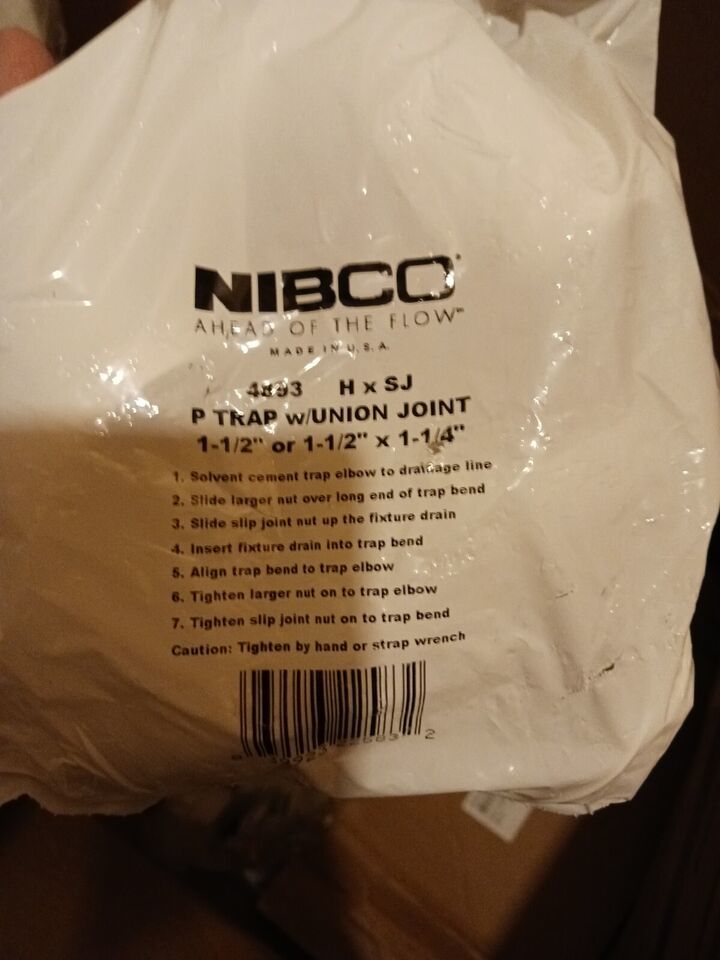 NIBCO
AHEAD OF THE FLOW™
MADE IN U.S.A.
4893 H x SJ
P TRAP w/UNION JOINT
1-1/2" or 1-1/2" x 1-1/4"
1. Solvent cement trap elbow to drainage line
2. Slide larger nut over long end of trap bend
3. Slide slip joint nut up the fixture drain
4. Insert fixture drain into trap bend
5. Align trap bend to trap elbow
6. Tighten larger nut on to trap elbow
7. Tighten slip joint nut on to trap bend
Caution: Tighten by hand or strap wrench